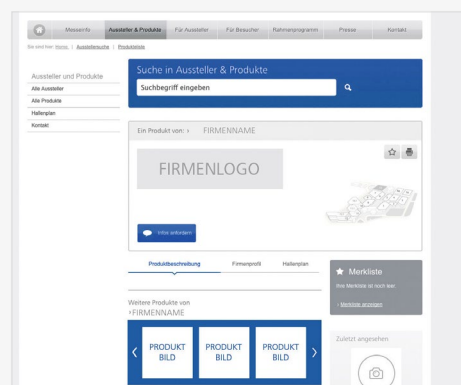 Messeinfo
Aussteller & Produkte
Für Aussteller
Für Besucher
Rahmenprogramm
Presse
Kontakt
Sie sind hier: Home | Ausstellersuche | Produktdetails
Aussteller und Produkte
Alle Aussteller
Alle Produkte
Hallenplan
Kontakt
Suche in Aussteller & Produkte
Suchbegriff eingeben
Ein Produkt von: › FIRMENNAME
FIRMENLOGO
Infos anfordern
Produktbeschreibung
Firmenprofil
Hallenplan
Weitere Produkte von
›FIRMENNAME
PRODUKT
BILD
PRODUKT
BILD
PRODUKT
BILD
Merkliste
Ihre Merkliste ist noch leer.
› Merkliste anzeigen
Zuletzt angesehen